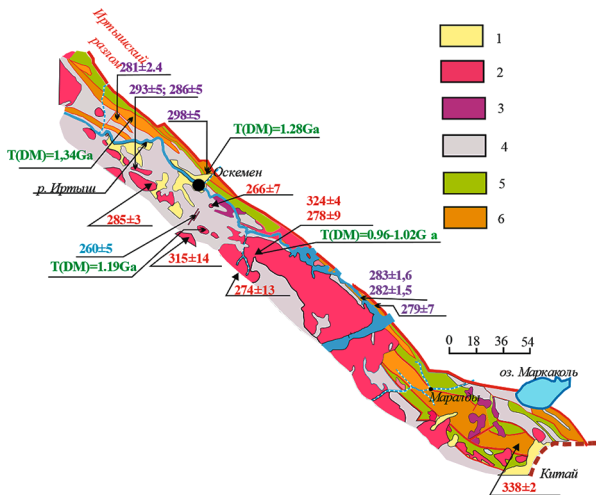 Иртышский
разлом
281±2.4
293±5; 286±5
298±5
T(DM)=1.28Ga
T(DM)=1,34Ga
Оскемен
р. Иртыш
266±7
324±4
278±9
285±3
T(DM)=0.96-1.02G a
260±5
T(DM)=1.19Ga
315±14
274±13
283±1,6
282±1,5
279±7
0 18 36 54
оз. Маркаколь
Маралды
Китай
338±2
1
2
3
4
5
6